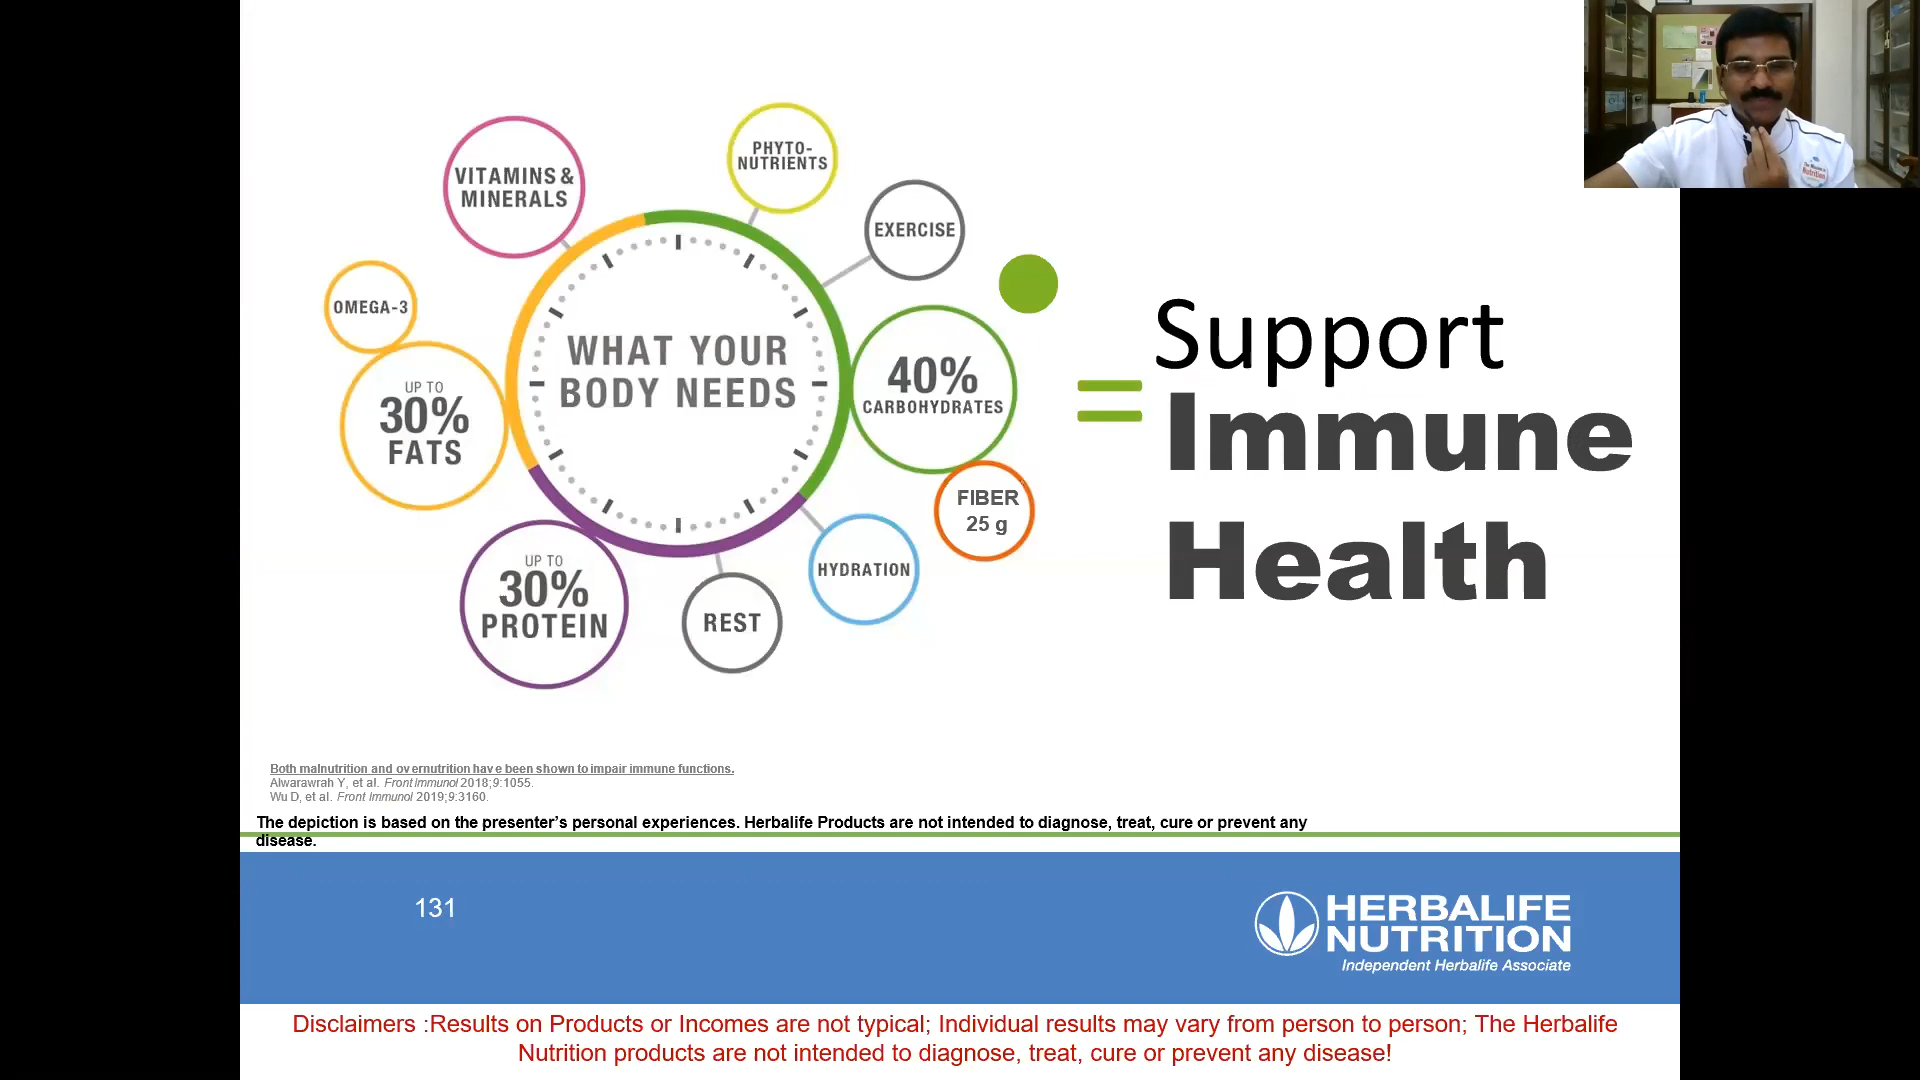 VITAMINS &
MINERALS
PHYTO-
NUTRIENTS
EXERCISE
OMEGA-3
WHAT YOUR
BODY NEEDS
UP TO
30%
FATS
40%
CARBOHYDRATES
FIBER
25 g
UP TO
30%
PROTEIN
REST
HYDRATION
=
Support
Immune
Health
Both malnutrition and overnutrition have been shown to impair immune functions.
Alwarawrah Y, et al. Front Immunol 2018;9:1055.
Wu D, et al. Front Immunol 2019;9:3160.
The depiction is based on the presenter’s personal experiences. Herbalife Products are not intended to diagnose, treat, cure or prevent any
disease.
131
HERBALIFE
NUTRITION
Independent Herbalife Associate
Disclaimers :Results on Products or Incomes are not typical; Individual results may vary from person to person; The Herbalife
Nutrition products are not intended to diagnose, treat, cure or prevent any disease!